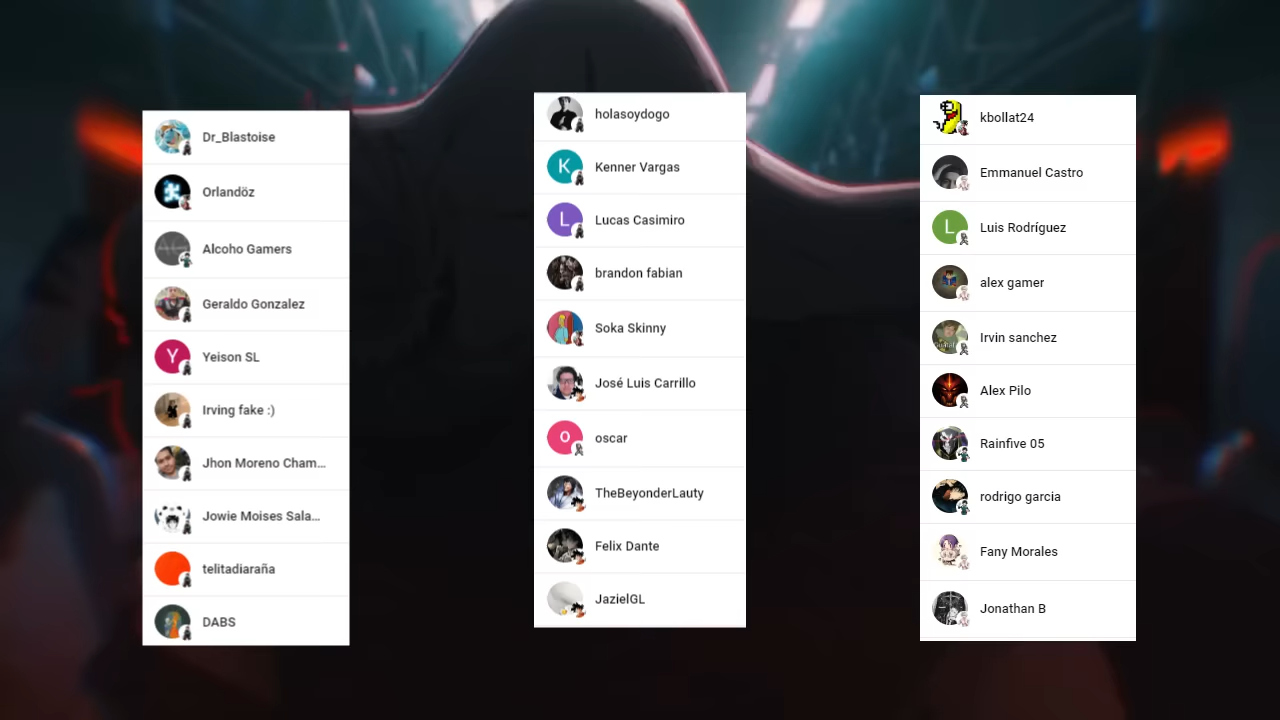 Dr_Blastoise
Orlandöz
Alcoho Gamers
Geraldo Gonzalez
Y
Yeison SL
Irving fake :)
Jhon Moreno Cham...
Jowie Moises Sala...
telitadiaraña
DABS
holasoydogo
K
Kenner Vargas
L
Lucas Casimiro
brandon fabian
Soka Skinny
José Luis Carrillo
o
oscar
TheBeyonderLauty
Felix Dante
JazielGL
kbollat24
Emmanuel Castro
L
Luis Rodríguez
alex gamer
Irvin sanchez
Alex Pilo
Rainfive 05
rodrigo garcia
Fany Morales
Jonathan B